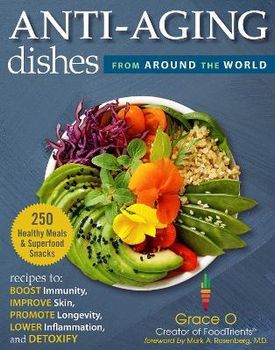 ANTI-AGING
dishes FROM AROUND THE WORLD
250
Healthy Meals
& Superfood
Snacks
recipes to:
BOOST Immunity,
IMPROVE Skin,
PROMOTE Longevity,
LOWER Inflammation,
and DETOXIFY
Grace O
Creator of FoodTrients®
foreword by Mark A. Rosenberg, M.D.